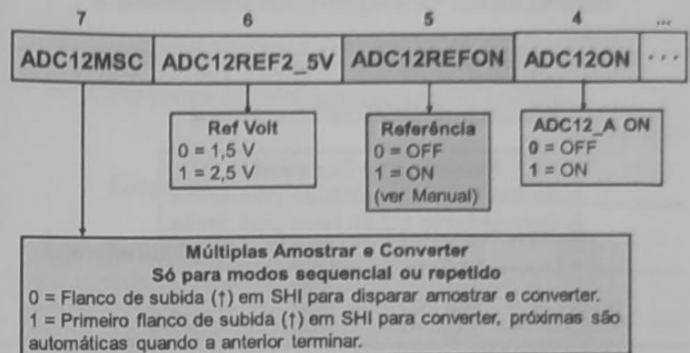 7 6 5 4 ...
ADC12MSC ADC12REF2_5V ADC12REFON ADC12ON ...
Ref Volt
0 = 1,5 V
1 = 2,5 V
Referência
0 = OFF
1 = ON
(ver Manual)
ADC12_A ON
0 = OFF
1 = ON
Múltiplas Amostrar e Converter
Só para modos sequencial ou repetido
0 = Flanco de subida (↑) em SHI para disparar amostrar e converter.
1 = Primeiro flanco de subida (↑) em SHI para converter, próximas são
automáticas quando a anterior terminar.